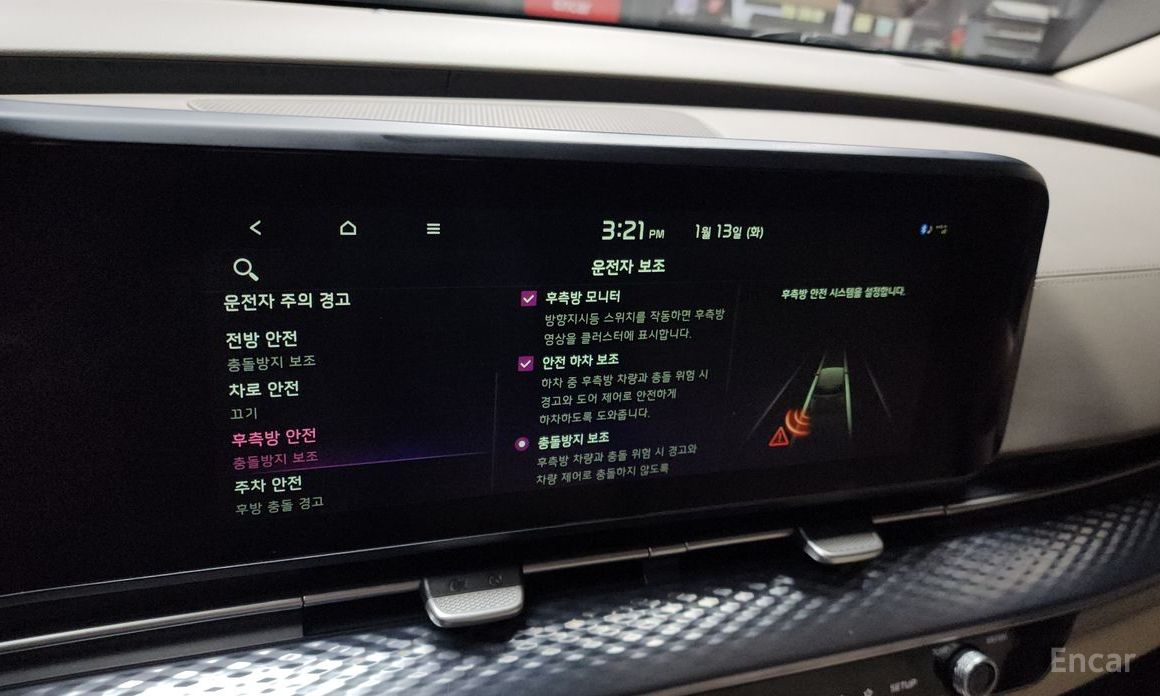 Encar
3:21 PM 1월 13일 (화)
운전자 보조
운전자 주의 경고
전방 안전
충돌방지 보조
차로 안전
끄기
후측방 안전
충돌방지 보조
주차 안전
후방 충돌 경고
후측방 모니터
방향지시등 스위치를 작동하면 후측방
영상을 클러스터에 표시합니다.
안전 하차 보조
하차 중 후측방 차량과 충돌 위험 시
경고와 도어 제어로 안전하게
하차하도록 도와줍니다.
충돌방지 보조
후측방 차량과 충돌 위험 시 경고와
차량 제어로 충돌하지 않도록
후측방 안전 시스템을 설정합니다.
SETUP
Encar